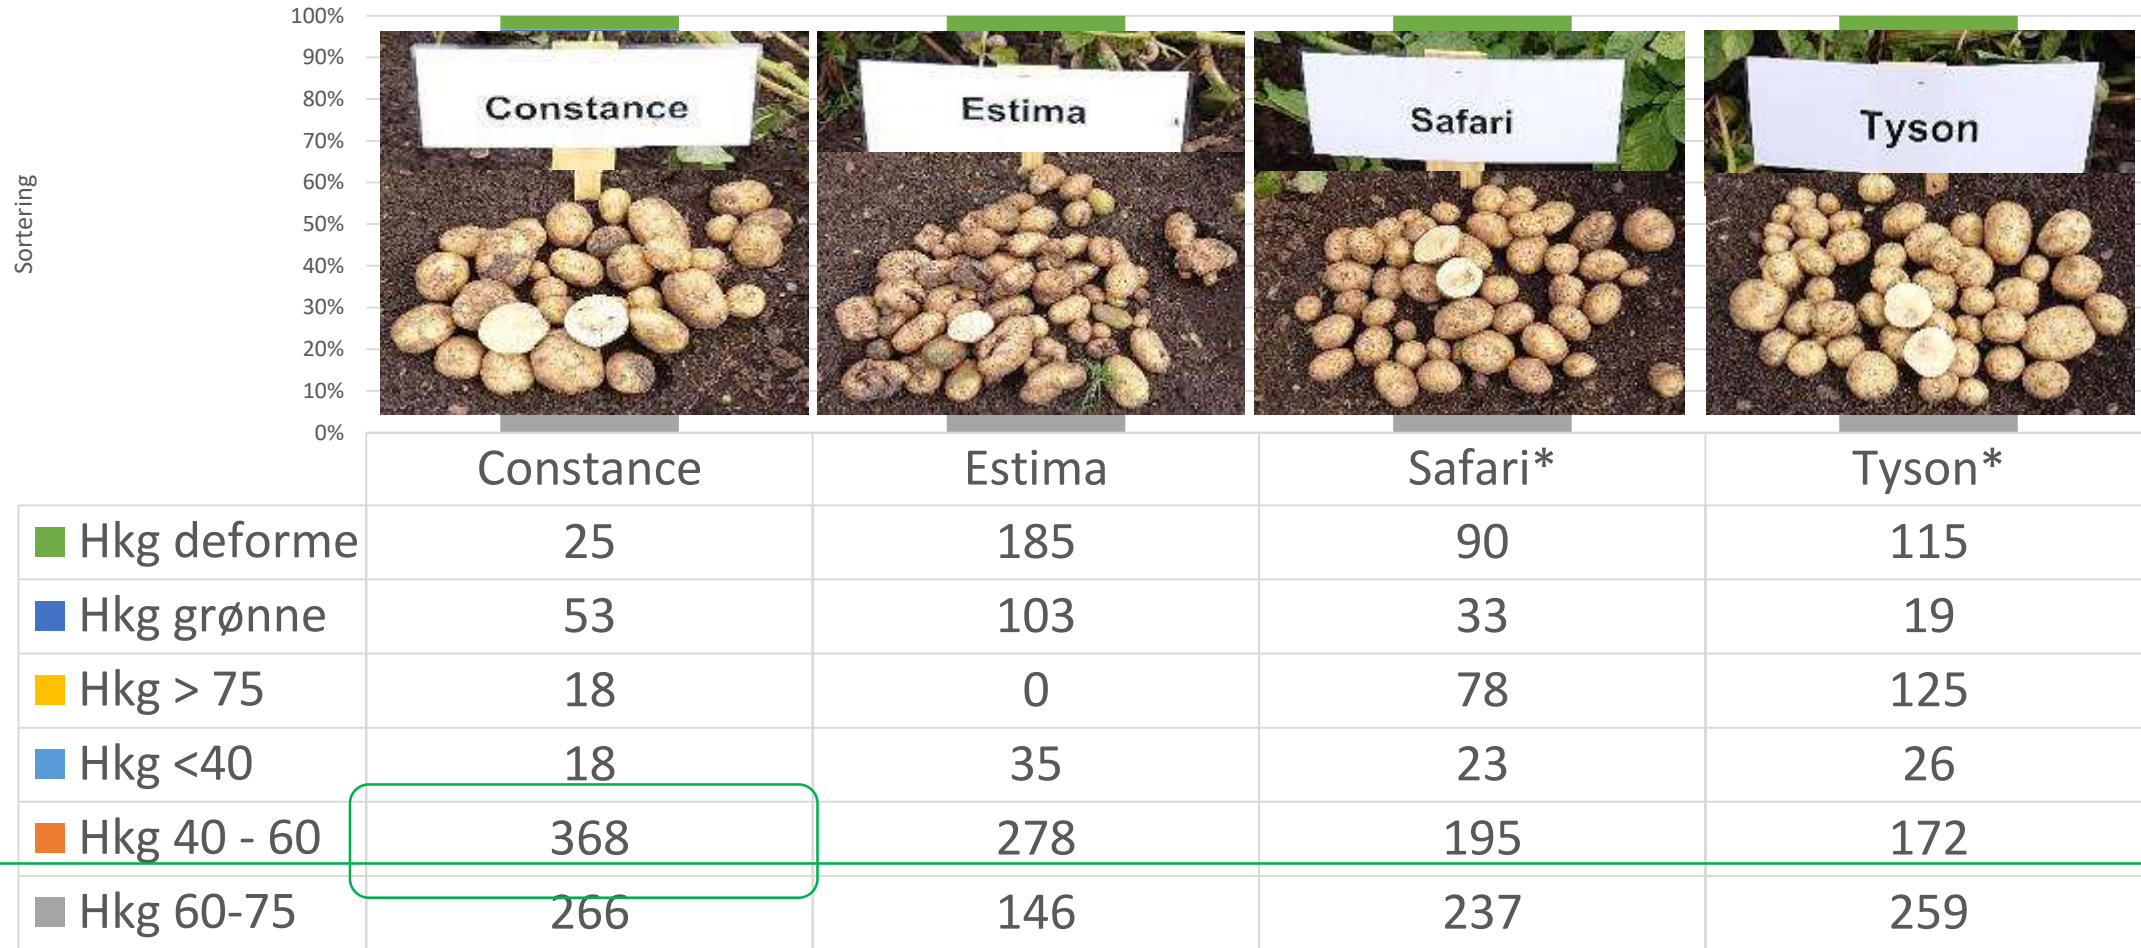 100%
90%
80%
70%
60%
50%
40%
30%
20%
10%
0%
Sortering
Constance
Estima
Safari
Tyson
Constance Estima Safari* Tyson*
Hkg deforme 25 185 90 115
Hkg grønne 53 103 33 19
Hkg > 75 18 0 78 125
Hkg <40 18 35 23 26
Hkg 40 - 60 368 278 195 172
Hkg 60-75 266 146 237 259